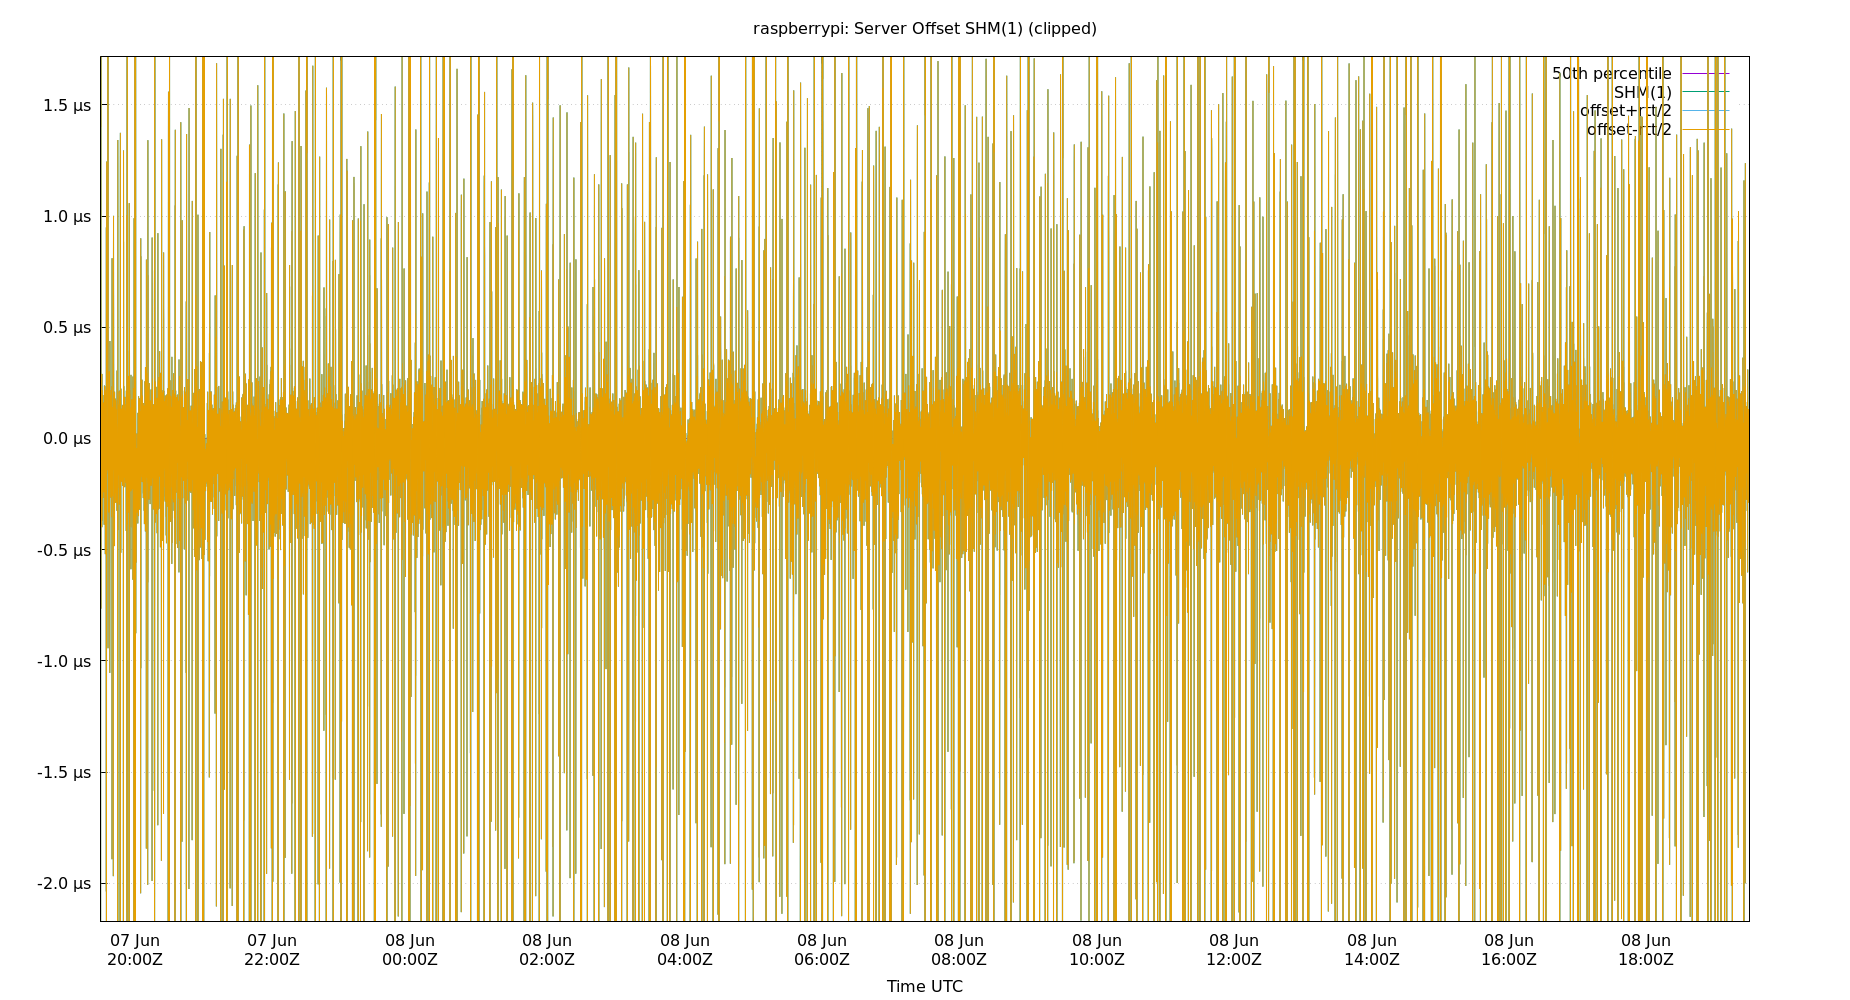 raspberrypi: Server Offset SHM(1) (clipped)
50th percentile
SHM(1)
offset+rtt/2
offset-rtt/2
1.5 µs
1.0 µs
0.5 µs
0.0 µs
-0.5 µs
-1.0 µs
-1.5 µs
-2.0 µs
07 Jun 07 Jun 08 Jun 08 Jun 08 Jun 08 Jun 08 Jun 08 Jun 08 Jun 08 Jun 08 Jun 08 Jun
20:00Z 22:00Z 00:00Z 02:00Z 04:00Z 06:00Z 08:00Z 10:00Z 12:00Z 14:00Z 16:00Z 18:00Z
Time UTC